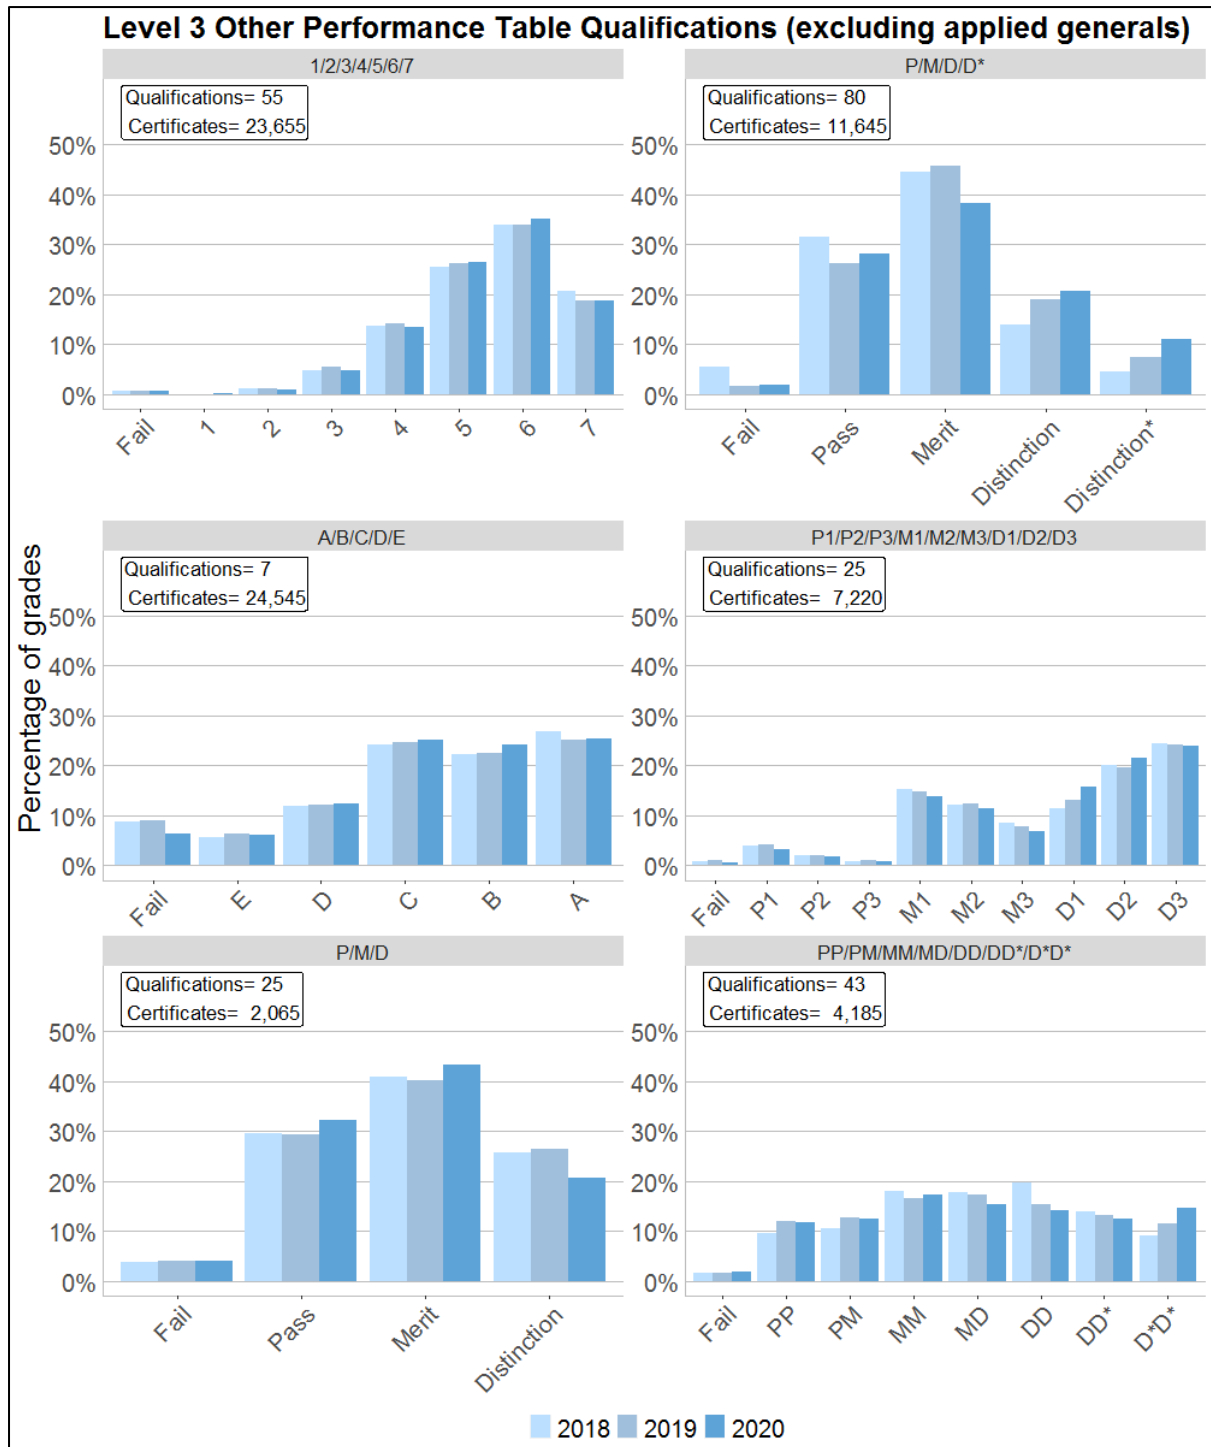 Level 3 Other Performance Table Qualifications (excluding applied generals)
Percentage of grades
1/2/3/4/5/6/7
Qualifications= 55
Certificates= 23,655
50%
40%
30%
20%
10%
0%
Fail 1 2 3 4 5 6 7
P/M/D/D*
Qualifications= 80
Certificates= 11,645
50%
40%
30%
20%
10%
0%
Fail Pass Merit Distinction Distinction*
A/B/C/D/E
Qualifications= 7
Certificates= 24,545
50%
40%
30%
20%
10%
0%
Fail E D C B A
P1/P2/P3/M1/M2/M3/D1/D2/D3
Qualifications= 25
Certificates= 7,220
50%
40%
30%
20%
10%
0%
Fail P1 P2 P3 M1 M2 M3 D1 D2 D3
P/M/D
Qualifications= 25
Certificates= 2,065
50%
40%
30%
20%
10%
0%
Fail Pass Merit Distinction
PP/PM/MM/MD/DD/DD*/D*D*
Qualifications= 43
Certificates= 4,185
50%
40%
30%
20%
10%
0%
Fail PP PM MM MD DD DD* D*D*
2018 2019 2020